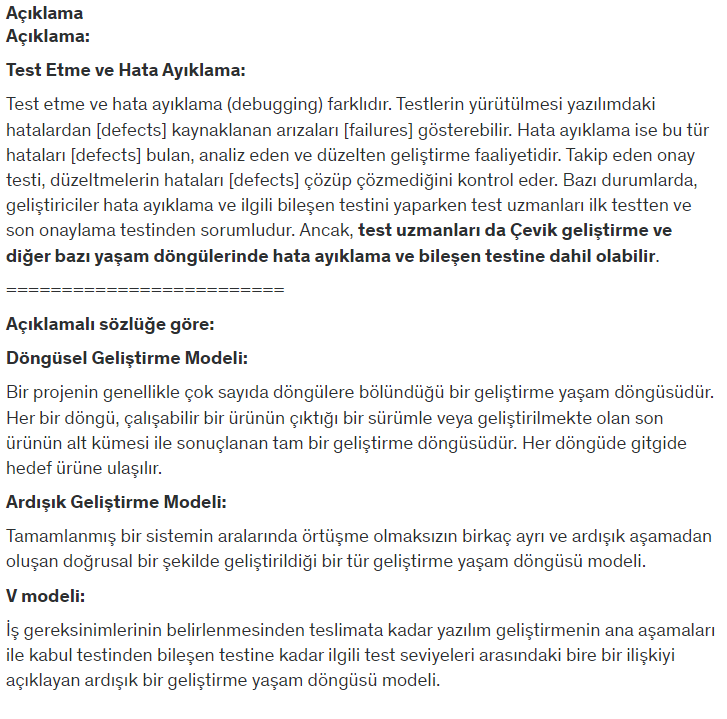 Açıklama
Açıklama:
Test Etme ve Hata Ayıklama:
Test etme ve hata ayıklama (debugging) farklıdır. Testlerin yürütülmesi yazılımdaki
hatalardan [defects] kaynaklanan arızaları [failures] gösterebilir. Hata ayıklama ise bu tür
hataları [defects] bulan, analiz eden ve düzelten geliştirme faaliyetidir. Takip eden onay
testi, düzeltmelerin hataları [defects] çözüp çözmediğini kontrol eder. Bazı durumlarda,
geliştiriciler hata ayıklama ve ilgili bileşen testini yaparken test uzmanları ilk testten ve
son onaylama testinden sorumludur. Ancak, test uzmanları da Çevik geliştirme ve
diğer bazı yaşam döngülerinde hata ayıklama ve bileşen testine dahil olabilir.
=========================
Açıklamalı sözlüğe göre:
Döngüsel Geliştirme Modeli:
Bir projenin genellikle çok sayıda döngülere bölündüğü bir geliştirme yaşam döngüsüdür.
Her bir döngü, çalışabilir bir ürünün çıktığı bir sürümle veya geliştirilmekte olan son
ürünün alt kümesi ile sonuçlanan tam bir geliştirme döngüsüdür. Her döngüde gitgide
hedef ürüne ulaşılır.
Ardışık Geliştirme Modeli:
Tamamlanmış bir sistemin aralarında örtüşme olmaksızın birkaç ayrı ve ardışık aşamadan
oluşan doğrusal bir şekilde geliştirildiği bir tür geliştirme yaşam döngüsü modeli.
V modeli:
İş gereksinimlerinin belirlenmesinden teslimata kadar yazılım geliştirmenin ana aşamaları
ile kabul testinden bileşen testine kadar ilgili test seviyeleri arasındaki bire bir ilişkiyi
açıklayan ardışık bir geliştirme yaşam döngüsü modeli.